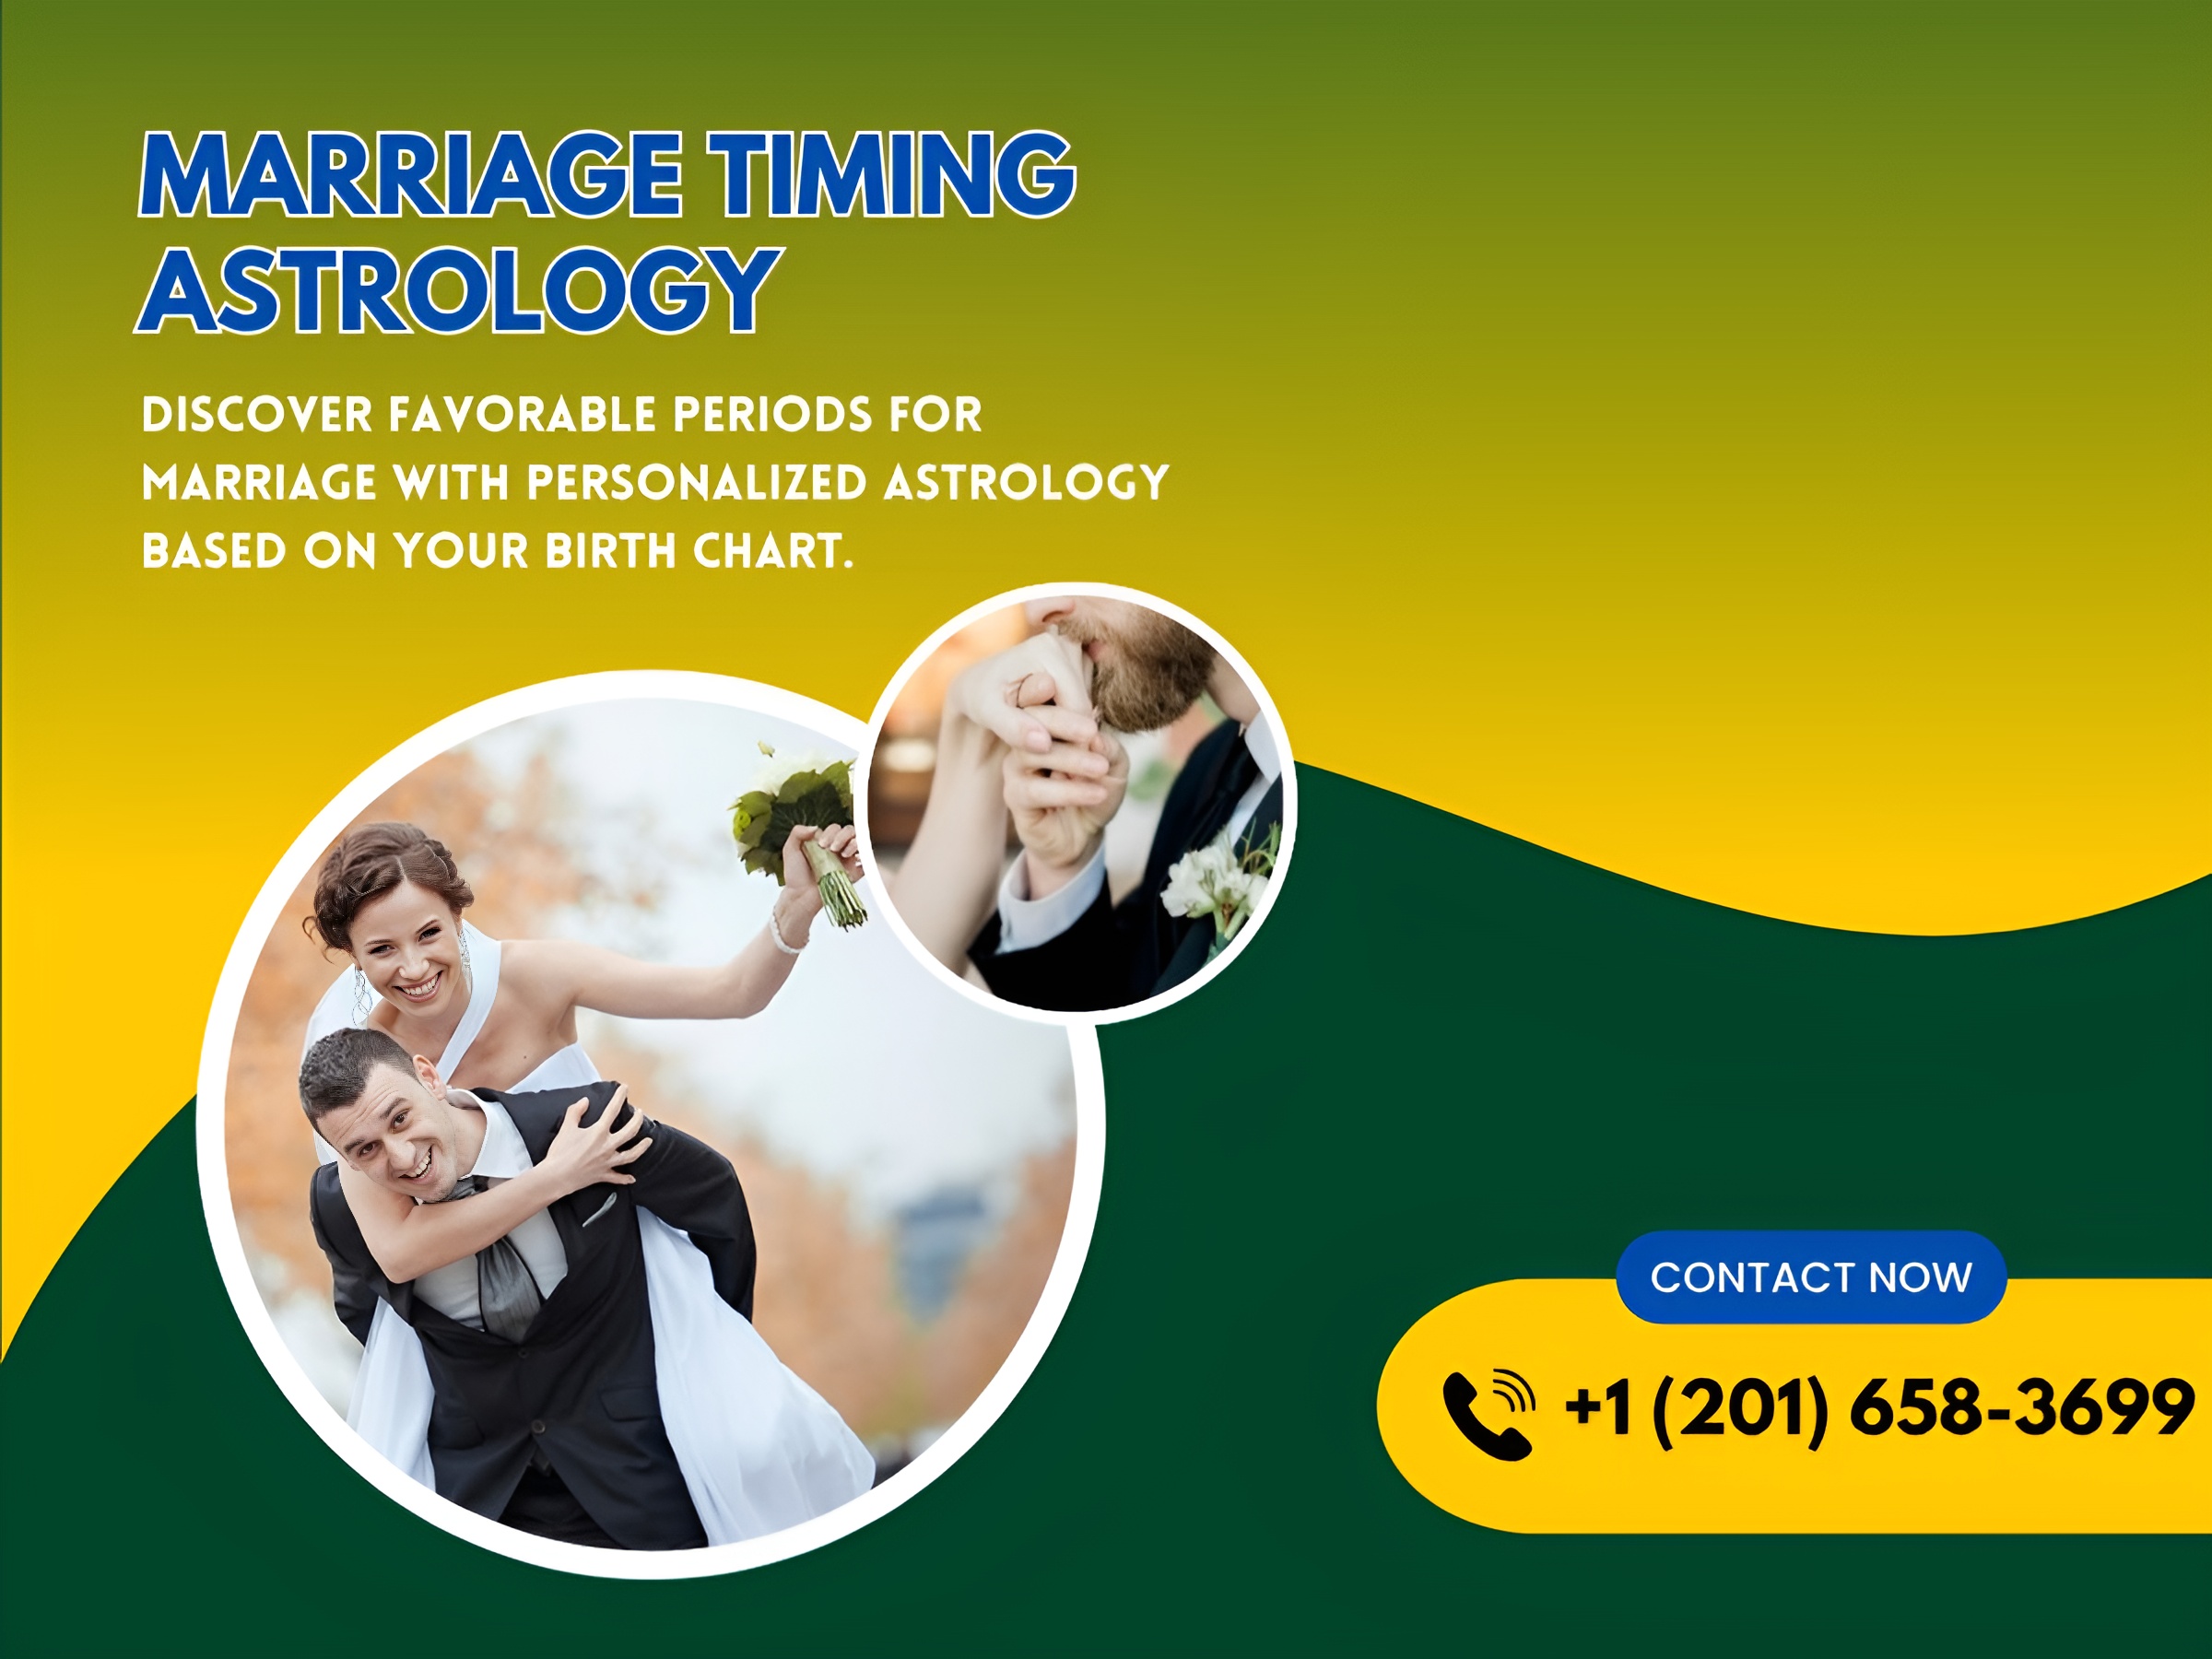 MARRIAGE TIMING
ASTROLOGY
DISCOVER FAVORABLE PERIODS FOR
MARRIAGE WITH PERSONALIZED ASTROLOGY
BASED ON YOUR BIRTH CHART.
CONTACT NOW
+1 (201) 658-3699